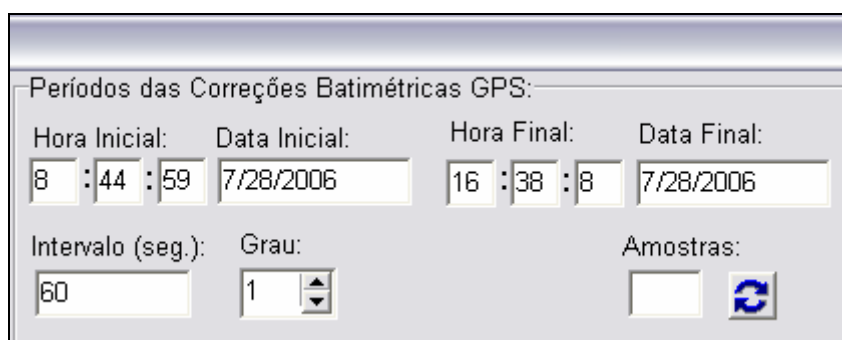 Períodos das Correções Batimétricas GPS:
Hora Inicial: Data Inicial: Hora Final: Data Final:
8 : 44 : 59 7/28/2006 16 : 38 : 8 7/28/2006
Intervalo (seg.): Grau: Amostras:
60 1